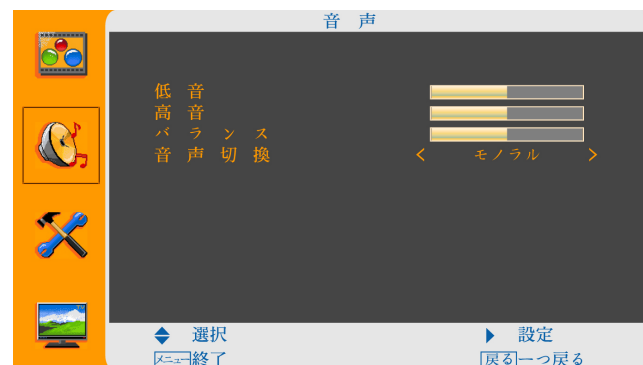 音声
低音
高音
バランス
音声切換 < モノラル >
選択 設定
メニュー終了 戻る一つ戻る